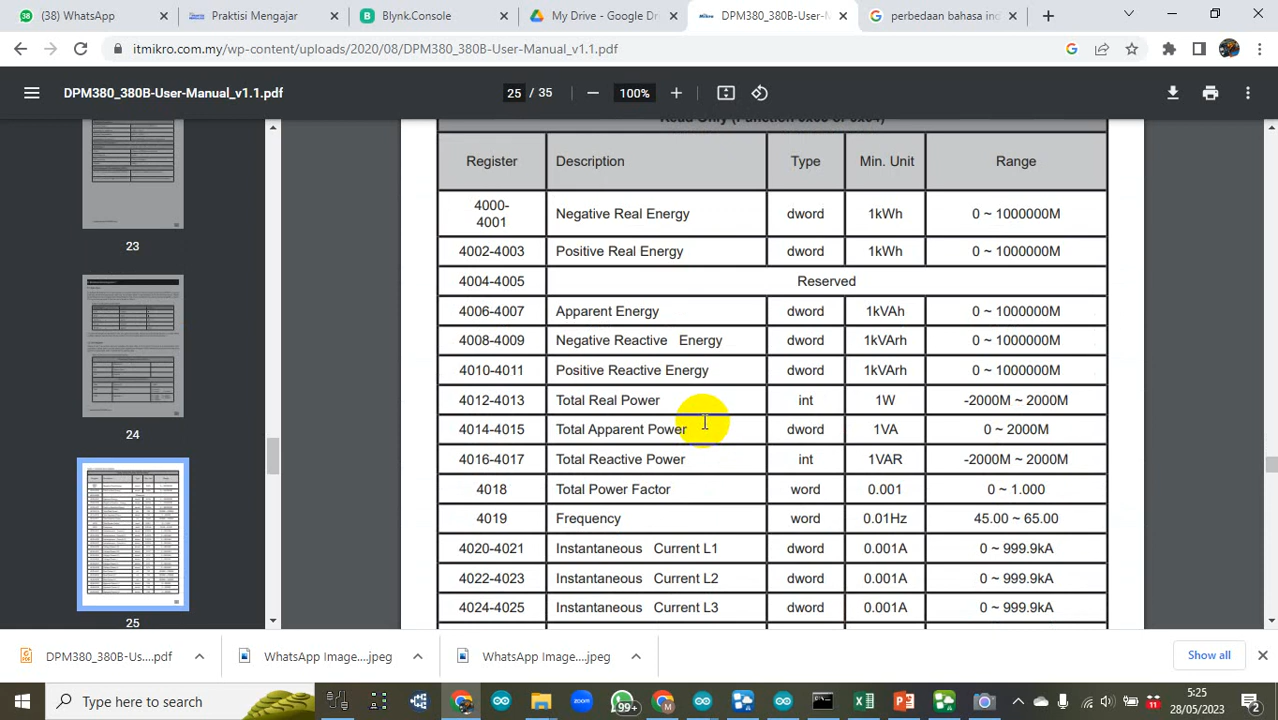 38
(38) WhatsApp
Praktisi Mengajar
Blynk.Console
My Drive - Google Dr
DPM380_380B-User-M
perbedaan bahasa ind
itmikro.com.my/wp-content/uploads/2020/08/DPM380_380B-User-Manual_v1.1.pdf
DPM380_380B-User-Manual_v1.1.pdf
25 / 35
100%
Register Description Type Min. Unit Range
4000-
4001
Negative Real Energy dword 1kWh 0 ~ 1000000M
4002-4003 Positive Real Energy dword 1kWh 0 ~ 1000000M
4004-4005 Reserved
4006-4007 Apparent Energy dword 1kVAh 0 ~ 1000000M
4008-4009 Negative Reactive Energy dword 1kVArh 0 ~ 1000000M
4010-4011 Positive Reactive Energy dword 1kVArh 0 ~ 1000000M
4012-4013 Total Real Power int 1W -2000M ~ 2000M
4014-4015 Total Apparent Power dword 1VA 0 ~ 2000M
4016-4017 Total Reactive Power int 1VAR -2000M ~ 2000M
4018 Total Power Factor word 0.001 0 ~ 1.000
4019 Frequency word 0.01Hz 45.00 ~ 65.00
4020-4021 Instantaneous Current L1 dword 0.001A 0 ~ 999.9kA
4022-4023 Instantaneous Current L2 dword 0.001A 0 ~ 999.9kA
4024-4025 Instantaneous Current L3 dword 0.001A 0 ~ 999.9kA
23
24
25
DPM380_380B-Us....pdf
WhatsApp Image....jpeg
WhatsApp Image....jpeg
Show all
Type here to search
99+
11
5:25
28/05/2023
2